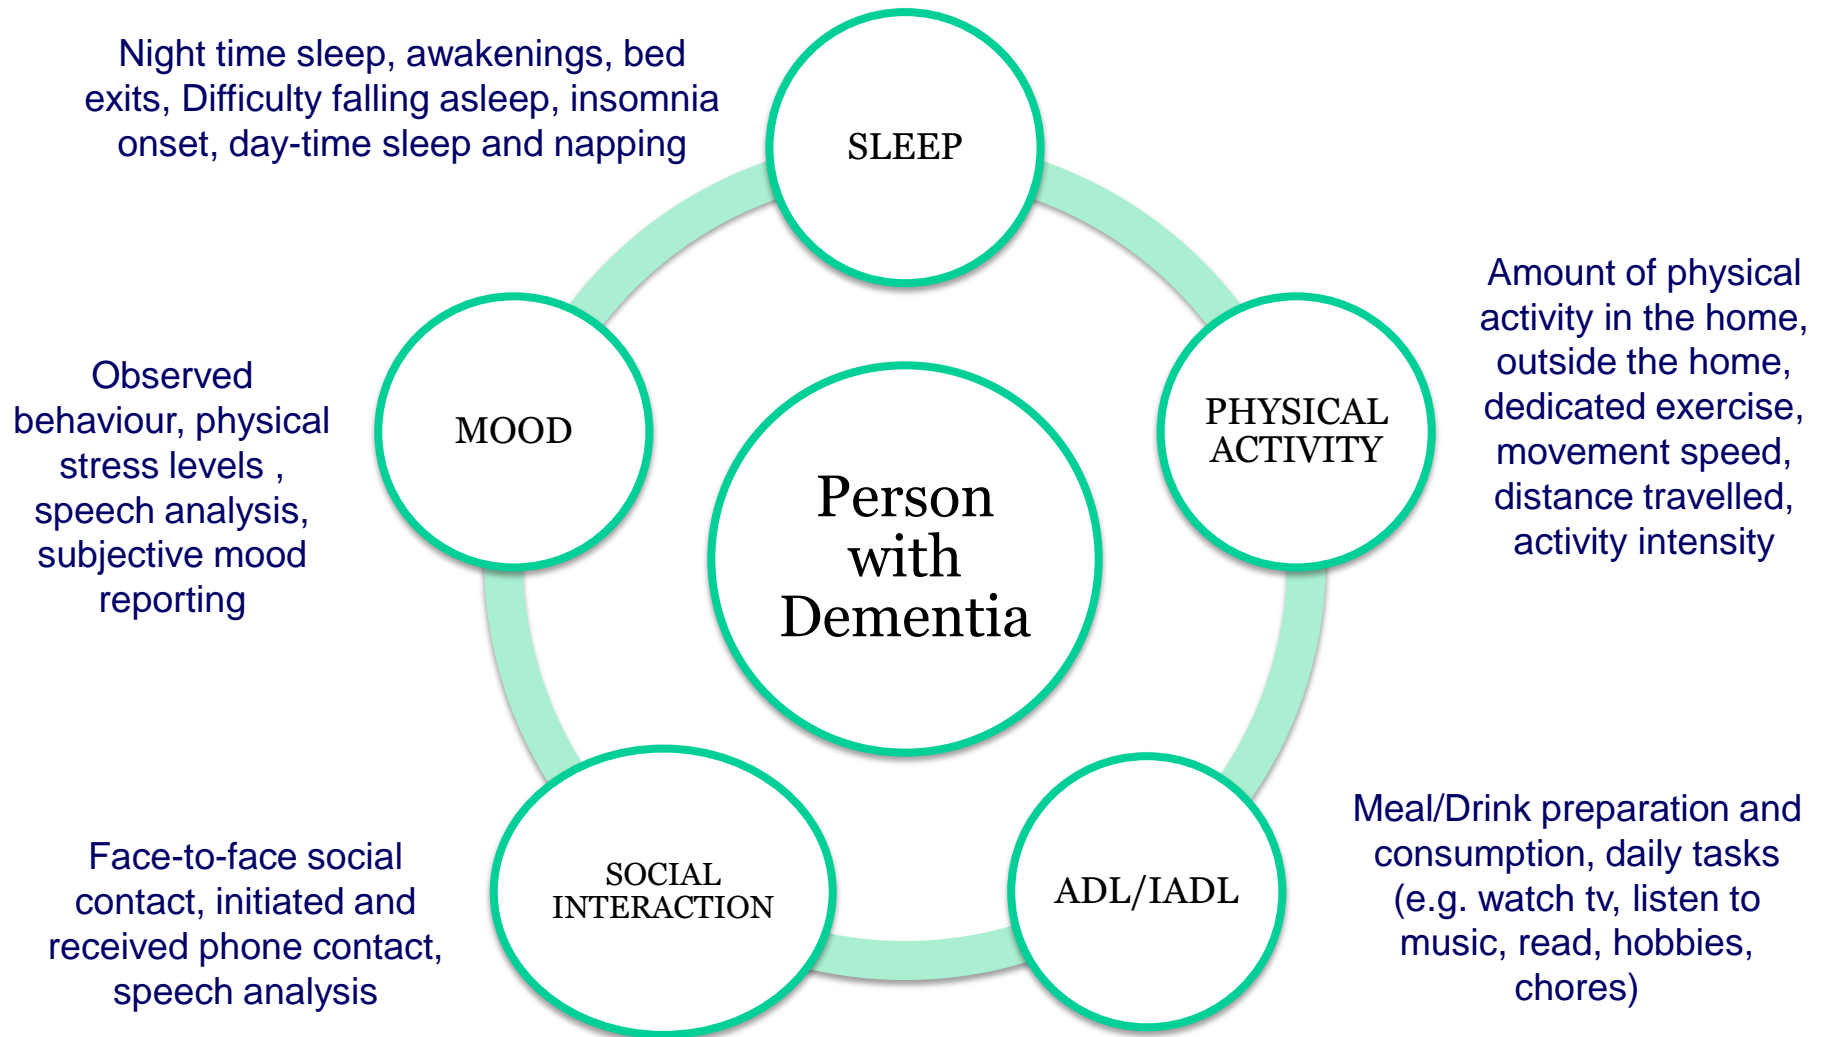 Night time sleep, awakenings, bed
exits, Difficulty falling asleep, insomnia
onset, day-time sleep and napping
SLEEP
Amount of physical
activity in the home,
outside the home,
dedicated exercise,
movement speed,
distance travelled,
activity intensity
PHYSICAL
ACTIVITY
Observed
behaviour, physical
stress levels ,
speech analysis,
subjective mood
reporting
MOOD
Person
with
Dementia
Face-to-face social
contact, initiated and
received phone contact,
speech analysis
SOCIAL
INTERACTION
ADL/IADL
Meal/Drink preparation and
consumption, daily tasks
(e.g. watch tv, listen to
music, read, hobbies,
chores)